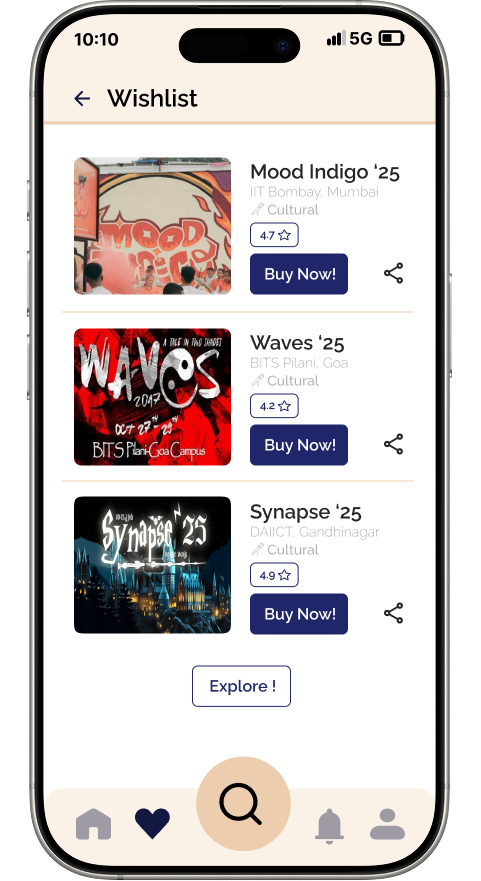 10:10
5G
Wishlist
MOOD
INDIGO
Mood Indigo ‘25
IIT Bombay, Mumbai
Cultural
4.7
Buy Now!
A TALE IN TWO SHADES
WAVES
2017
OCT 27TH - 29TH
BITS Pilani-Goa Campus
Waves ‘25
BITS Pilani, Goa
Cultural
4.2
Buy Now!
Synapse '25
Synapse ‘25
DAIICT, Gandhinagar
Cultural
4.9
Buy Now!
Explore !